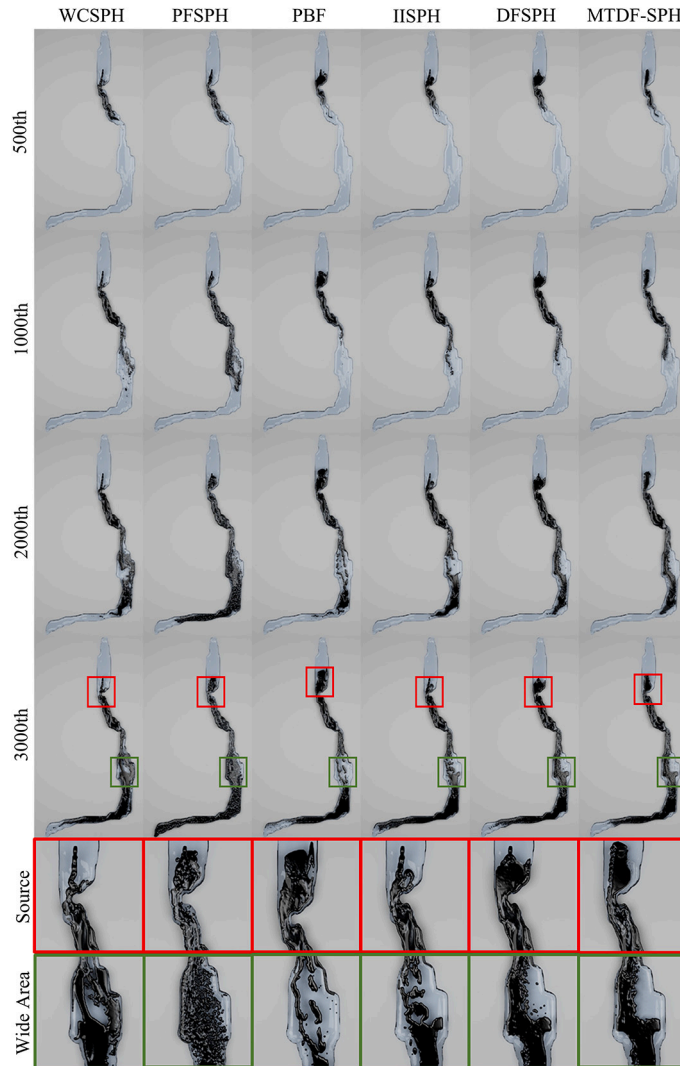 WCSPH PFSPH PBF IISPH DFSPH MTDF-SPH
500th
1000th
2000th
3000th
Source
Wide Area